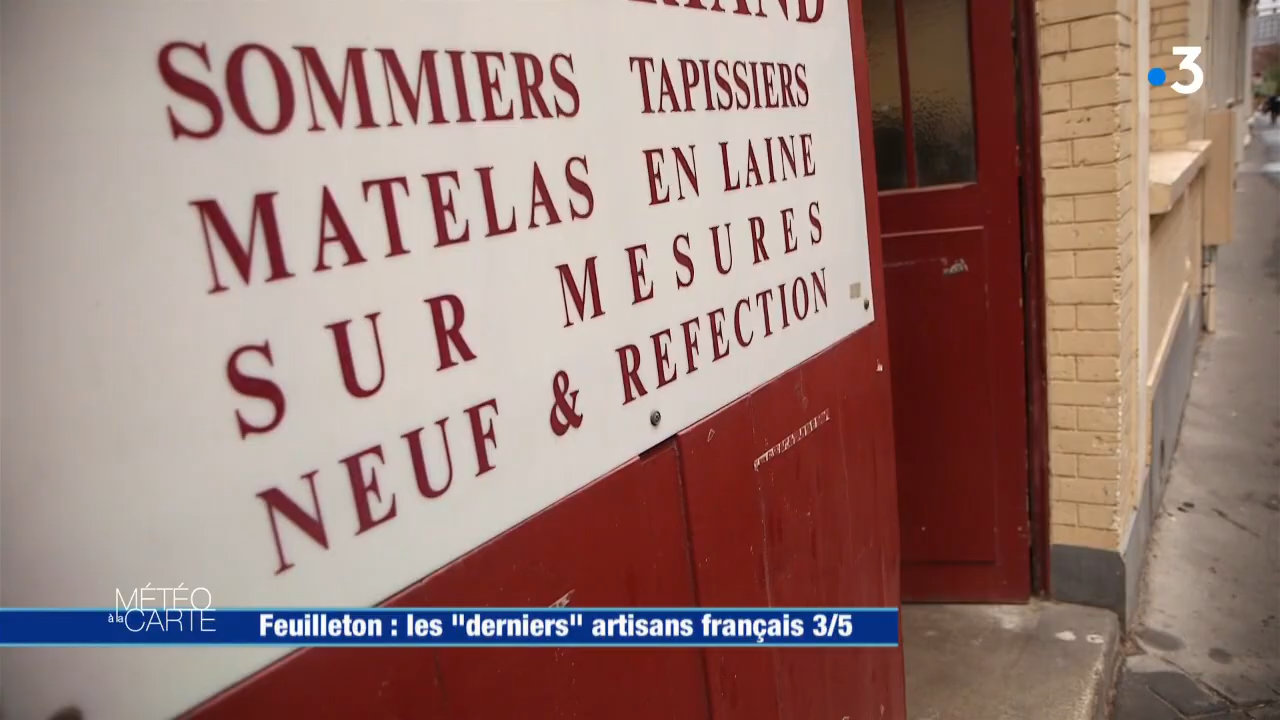 SOMMIERS TAPISSIERS
MATELAS EN LAINE
SUR MESURES
NEUF & REFECTION
3
MÉTÉO
à la CARTE
Feuilleton : les "derniers" artisans français 3/5